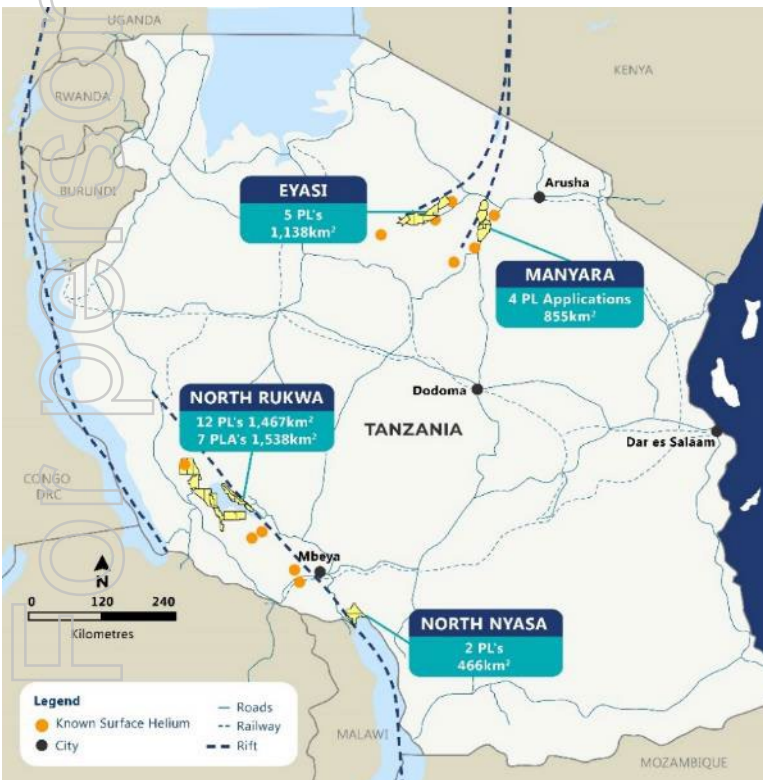 UGANDA
KENYA
RWANDA
BURUNDI
Arusha
EYASI
5 PL's
1,138km²
MANYARA
4 PL Applications
855km²
NORTH RUKWA
12 PL's 1,467km²
7 PLA's 1,538km²
Dodoma
TANZANIA
Dar es Salaam
CONGO
DRC
Mbeya
N
0 120 240
Kilometres
NORTH NYASA
2 PL's
466km²
Legend
Known Surface Helium
City
Roads
Railway
Rift
MALAWI
MOZAMBIQUE
For person